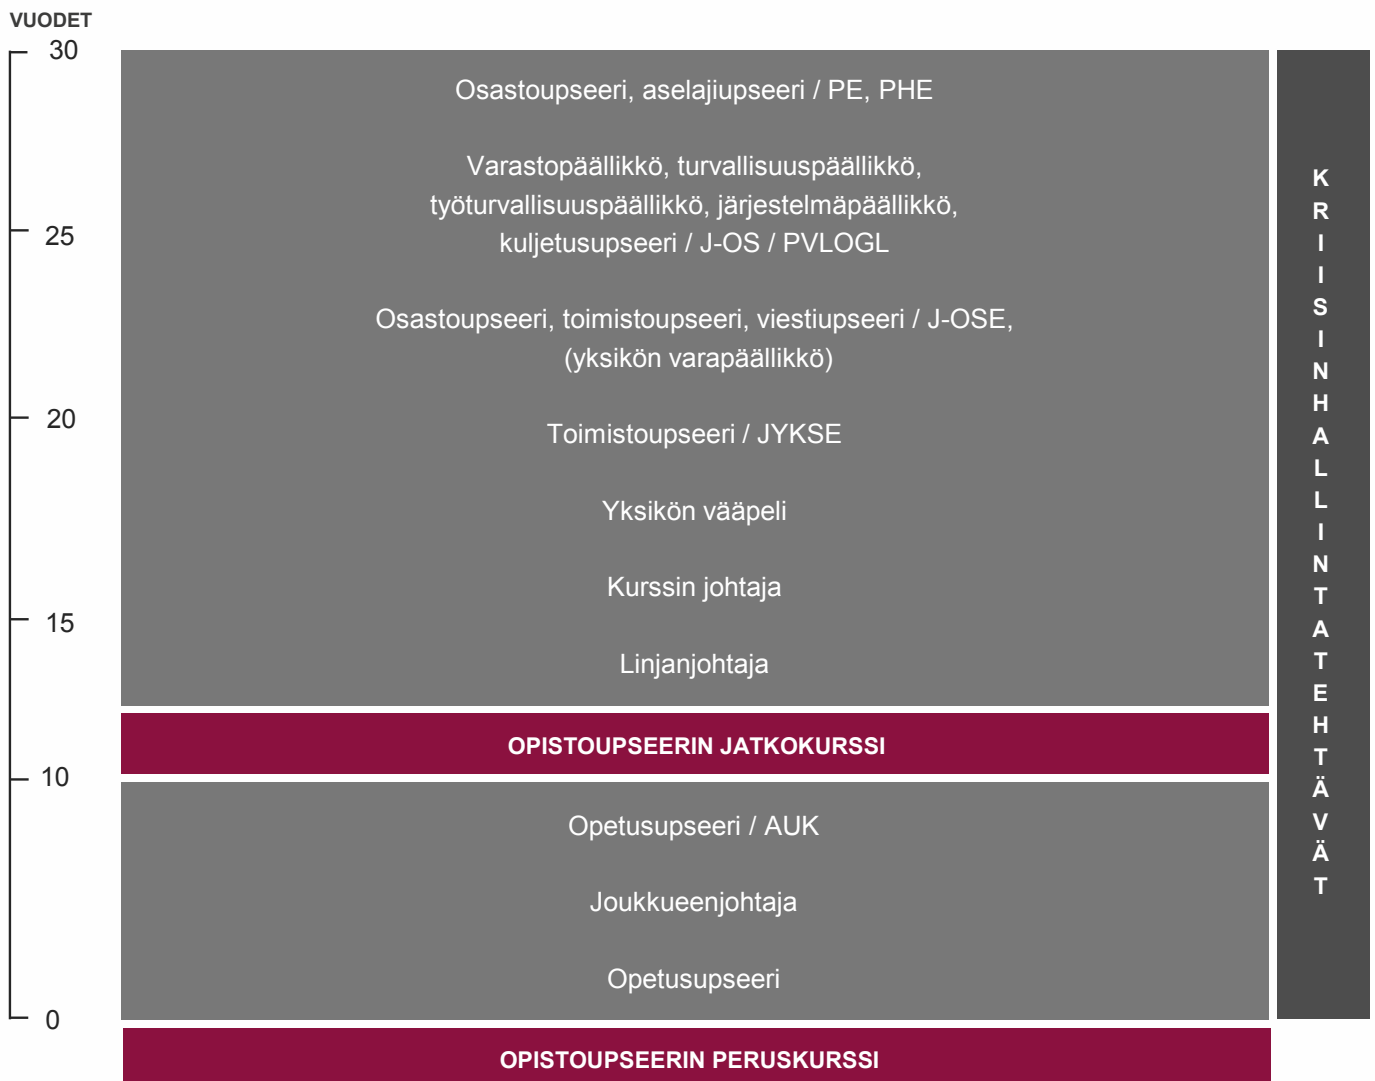 VUODET
30
Osastoupseeri, aselajiupseeri / PE, PHE
Varastopäällikkö, turvallisuuspäällikkö,
työturvallisuuspäällikkö, järjestelmäpäällikkö,
25
kuljetusupseeri / J-OS / PVLOGL
Osastoupseeri, toimistoupseeri, viestiupseeri / J-OSE,
(yksikön varapäällikkö)
20
Toimistoupseeri / JYKSE
Yksikön vääpeli
Kurssin johtaja
15
Linjanjohtaja
OPISTOUPSEERIN JATKOKURSSI
10
Opetusupseeri / AUK
Joukkueenjohtaja
Opetusupseeri
0
OPISTOUPSEERIN PERUSKURSSI
KRIISINHALLINTATEHTÄVÄT